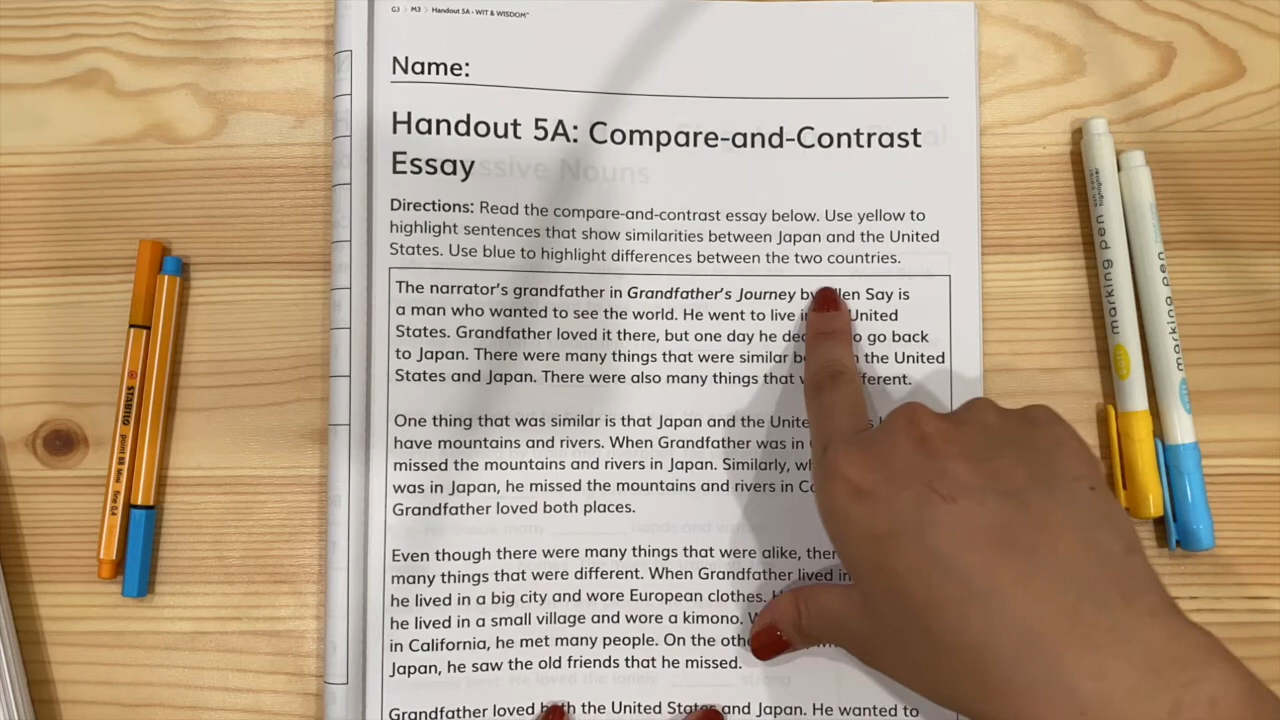 G3 > M3 > Handout 5A • WIT & WISDOM™
Name:
Handout 5A: Compare-and-Contrast
Essay
Directions: Read the compare-and-contrast essay below. Use yellow to
highlight sentences that show similarities between Japan and the United
States. Use blue to highlight differences between the two countries.
The narrator's grandfather in Grandfather's Journey by Say is
a man who wanted to see the world. He went to live United
States. Grandfather loved it there, but one day he go back
to Japan. There were many things that were similar the United
States and Japan. There were also many things that
One thing that was similar is that Japan and the
have mountains and rivers. When Grandfather was in
missed the mountains and rivers in Japan. Similarly,
was in Japan, he missed the mountains and rivers in
Grandfather loved both places.
Even though there were many things that were alike,
many things that were different. When Grandfather lived in
he lived in a big city and wore European clothes.
he lived in a small village and wore a kimono.
in California, he met many people. On the
Japan, he saw the old friends that he missed.
Grandfather loved the United States and Japan. He wanted to
STABILO
point 88 Mini fine 0,4
marking pen
soft
marking pen
soft